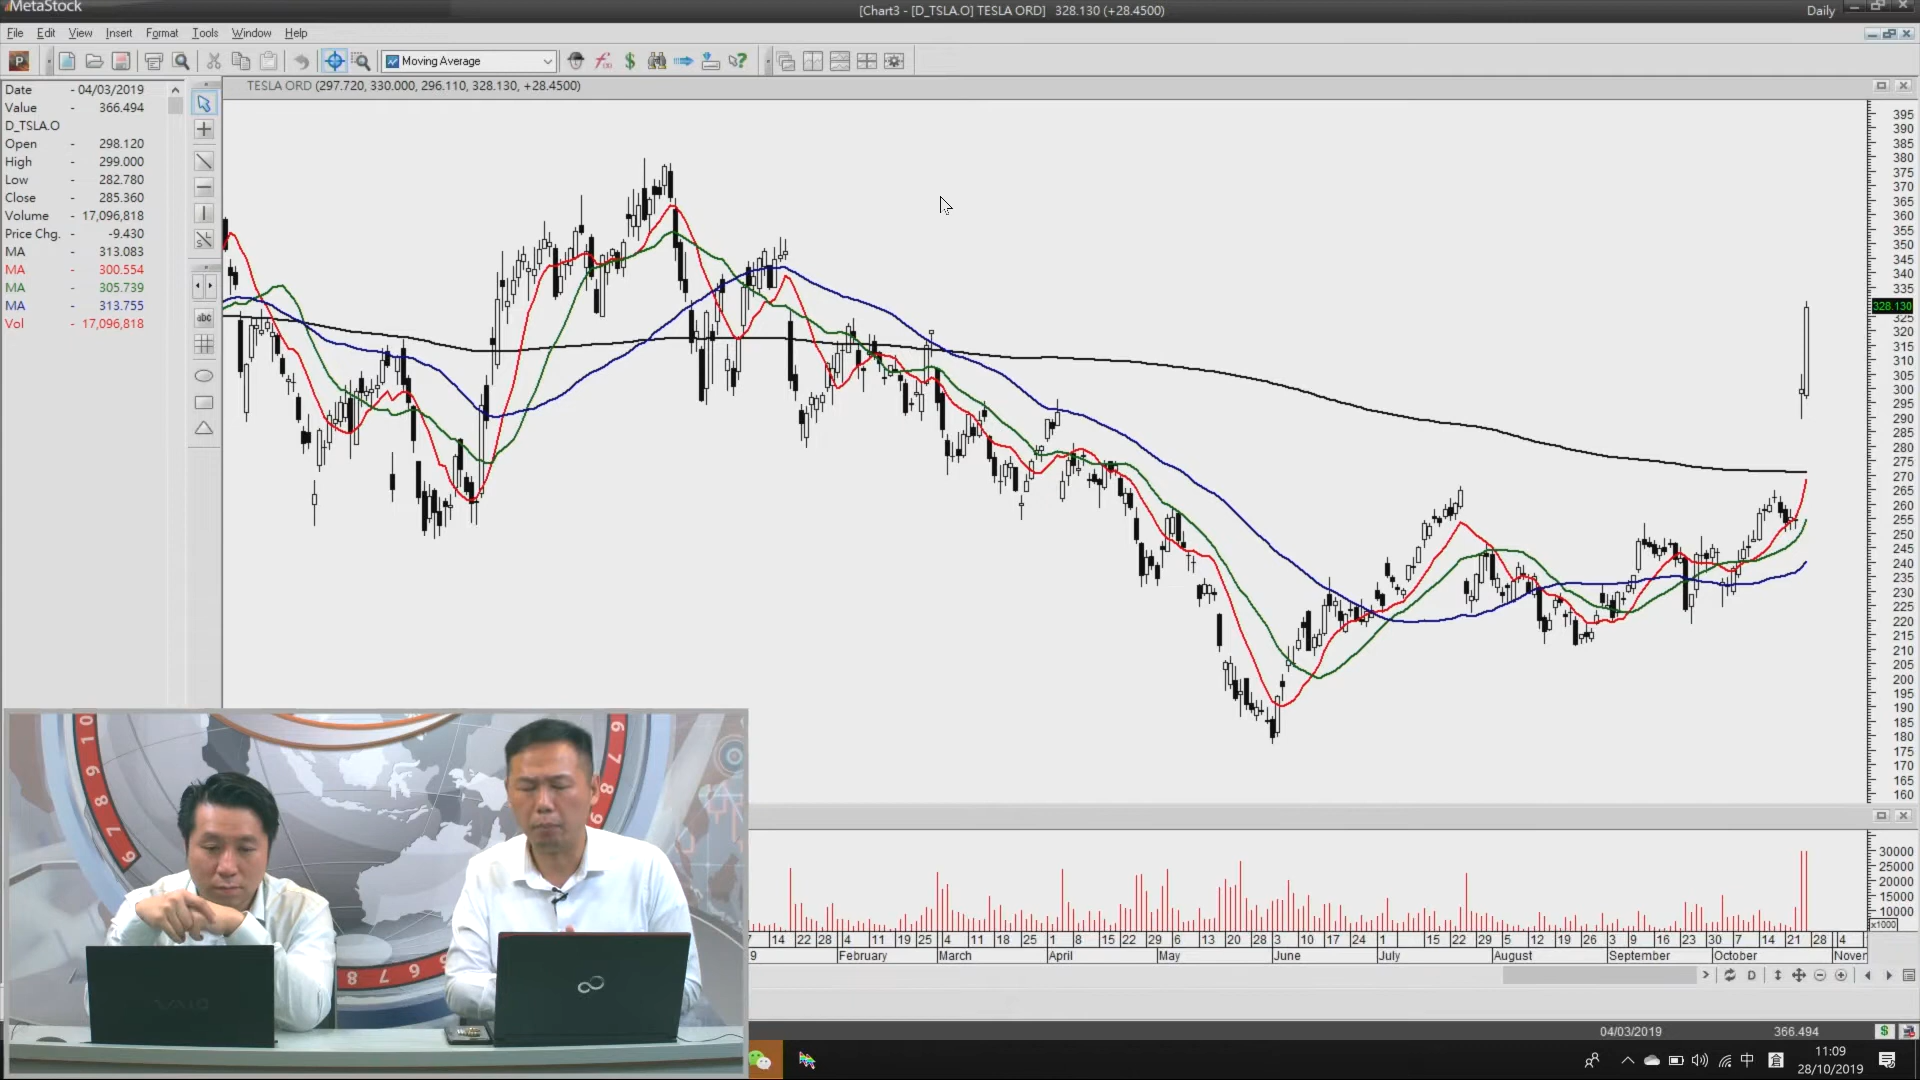 MetaStock
[Chart3 - [D_TSLA.O] TESLA ORD]   328.130 (+28.4500)
Daily
File Edit View Insert Format Tools Window Help
Moving Average
TESLA ORD (297.720, 330.000, 296.110, 328.130, +28.4500)
Date - 04/03/2019
Value - 366.494
D_TSLA.O
Open - 298.120
High - 299.000
Low - 282.780
Close - 285.360
Volume - 17,096,818
Price Chg. - -9.430
MA - 313.083
MA - 300.554
MA - 305.739
MA - 313.755
Vol - 17,096,818
abc
395
390
385
380
375
370
365
360
355
350
345
340
335
328.130
325
320
315
310
305
300
295
290
285
280
275
270
265
260
255
250
245
240
235
230
225
220
215
210
205
200
195
190
185
180
175
170
165
160
30000
25000
20000
15000
10000
x1000
7 14 22 28 4 11 19 25 4 11 18 25 1 8 15 22 29 6 13 20 28 3 10 17 24 1 15 22 29 5 12 19 26 3 9 16 23 30 7 14 21 28 4
9 February March April May June July August September October Nover
D
04/03/2019 366.494
VAIO
中
11:09
28/10/2019